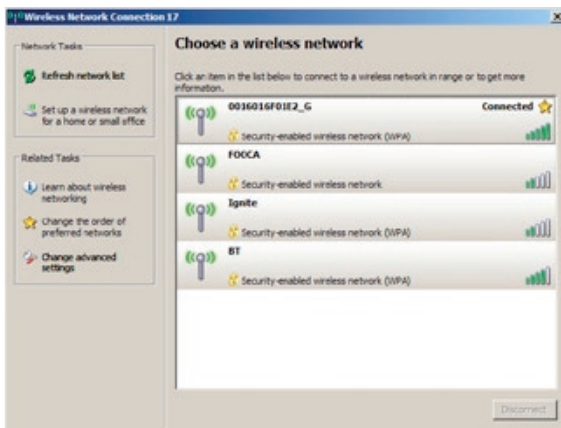 Wireless Network Connection 17
Network Tasks
Refresh network list
Set up a wireless network
for a home or small office
Related Tasks
Learn about wireless
networking
Change the order of
preferred networks
Change advanced
settings
Choose a wireless network
Click an item in the list below to connect to a wireless network in range or to get more
information.
0016016F01E2_G Connected
Security-enabled wireless network (WPA)
FOOCA
Security-enabled wireless network
Ignite
Security-enabled wireless network (WPA)
BT
Security-enabled wireless network (WPA)
Disconnect